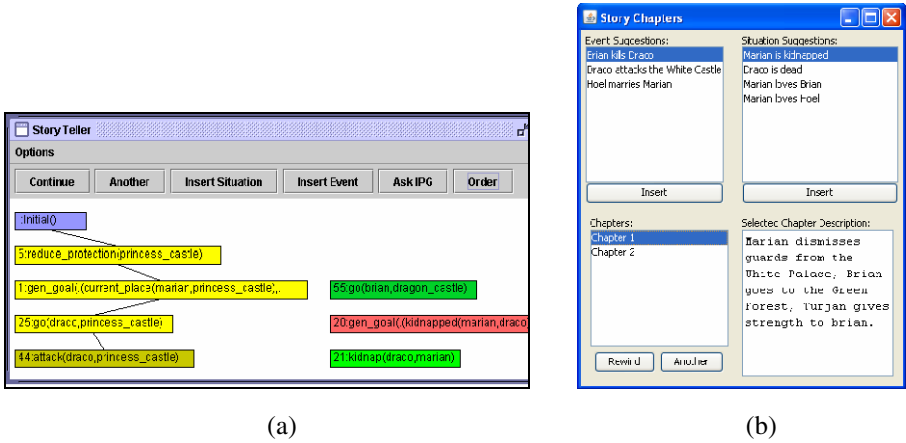 Story Teller
Options
Continue Another Insert Situation Insert Event Ask IPG Order
:Initial()
5:reduce_protection(princess_castle)
1:gen_goal(,(current_place(marian,princess_castle),.
55:go(brian,dragon_castle)
25:go(draco,princess_castle)
20:gen_goal(,(kidnapped(marian,draco)
44:attack(draco,princess_castle)
21:kidnap(draco,marian)
(a)
Story Chapters
Event Suggestions:
Brian kills Draco
Draco attacks the White Castle
Hoel marries Marian
Insert
Situation Suggestions:
Marian is kidnapped
Draco is dead
Marian loves Brian
Marian loves Hoel
Insert
Chapters:
Chapter 1
Chapter 2
Rewind Another
Selected Chapter Description:
Marian dismisses
guards from the
White Palace, Brian
goes to the Green
Forest, Turjan gives
strength to brian.
(b)